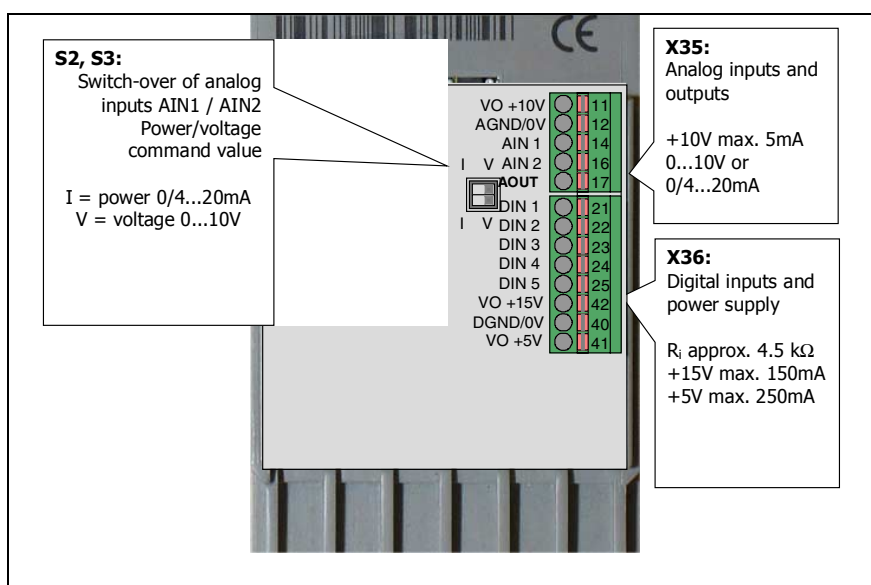 S2, S3:
Switch-over of analog
inputs AIN1 / AIN2
Power/voltage
command value
I = power 0/4...20mA
V = voltage 0...10V
CE
VO +10V 11
AGND/0V 12
AIN 1 14
I V AIN 2 16
AOUT 17
DIN 1 21
I V DIN 2 22
DIN 3 23
DIN 4 24
DIN 5 25
VO +15V 42
DGND/0V 40
VO +5V 41
X35:
Analog inputs and
outputs
+10V max. 5mA
0...10V or
0/4...20mA
X36:
Digital inputs and
power supply
Ri approx. 4.5 kΩ
+15V max. 150mA
+5V max. 250mA